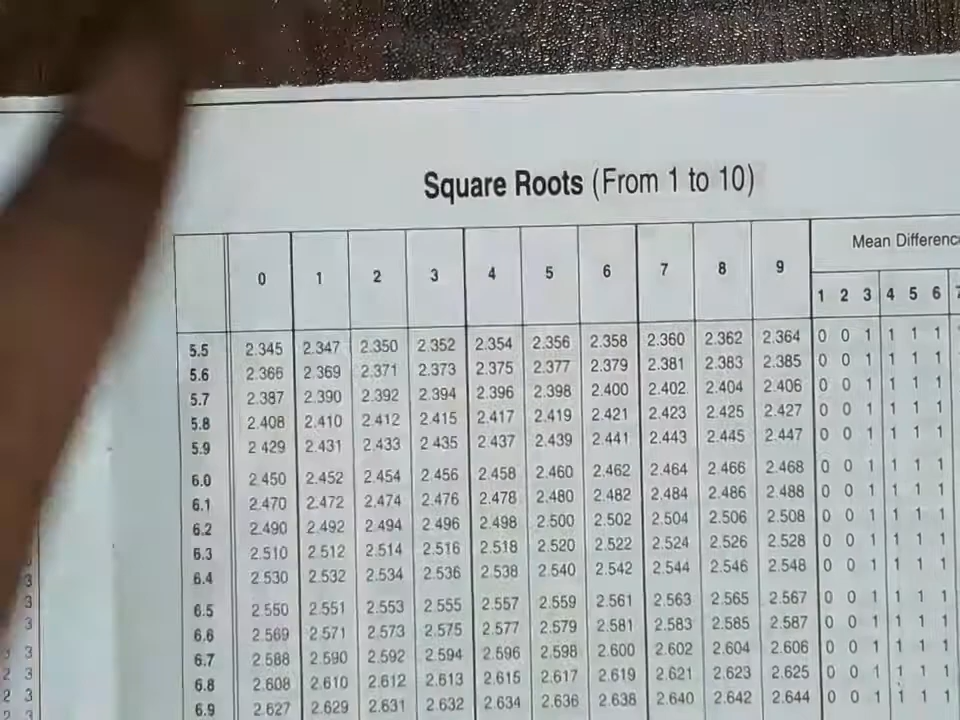 Square Roots (From 1 to 10)
Mean
0 1 2 3 4 5 6 7 8 9 1 2 3 4 5 6
5.5 2.345 2.347 2.350 2.352 2.354 2.356 2.358 2.360 2.362 2.364 0 0 1 1 1 1
5.6 2.366 2.369 2.371 2.373 2.375 2.377 2.379 2.381 2.383 2.385 0 0 1 1 1 1
5.7 2.387 2.390 2.392 2.394 2.396 2.398 2.400 2.402 2.404 2.406 0 0 1 1 1 1
5.8 2.408 2.410 2.412 2.415 2.417 2.419 2.421 2.423 2.425 2.427 0 0 1 1 1 1
5.9 2 429 2.431 2.433 2.435 2.437 2.439 2.441 2.443 2.445 2.447 0 0 1 1 1 1
6.0 2 450 2.452 2.454 2.456 2.458 2.460 2.462 2.464 2.466 2.468 0 0 1 1 1 1
6.1 2.470 2.472 2.474 2.476 2.478 2.480 2.482 2.484 2.486 2.488 0 0 1 1 1 1
6.2 2.490 2.492 2.494 2.496 2.498 2.500 2.502 2.504 2.506 2.508 0 0 1 1 1 1
6.3 2.510 2.512 2.514 2.516 2.518 2.520 2.522 2.524 2.526 2.528 0 0 1 1 1 1
6.4 2.530 2.532 2.534 2.536 2.538 2.540 2.542 2.544 2.546 2.548 0 0 1 1 1 1
6.5 2.550 2.551 2.553 2.555 2.557 2.559 2.561 2.563 2.565 2.567 0 0 1 1 1 1
6.6 2.569 2.571 2.573 2.575 2.577 2.579 2.581 2.583 2.585 2.587 0 0 1 1 1 1
6.7 2.588 2.590 2.592 2.594 2.596 2.598 2.600 2.602 2.604 2.606 0 0 1 1 1 1
6.8 2.608 2.610 2.612 2.613 2.615 2.617 2.619 2.621 2.623 2.625 0 0 1 1 1 1
6.9 2.627 2.629 2.631 2.632 2.634 2.636 2.638 2.640 2.642 2.644 0 0 1 1 1 1